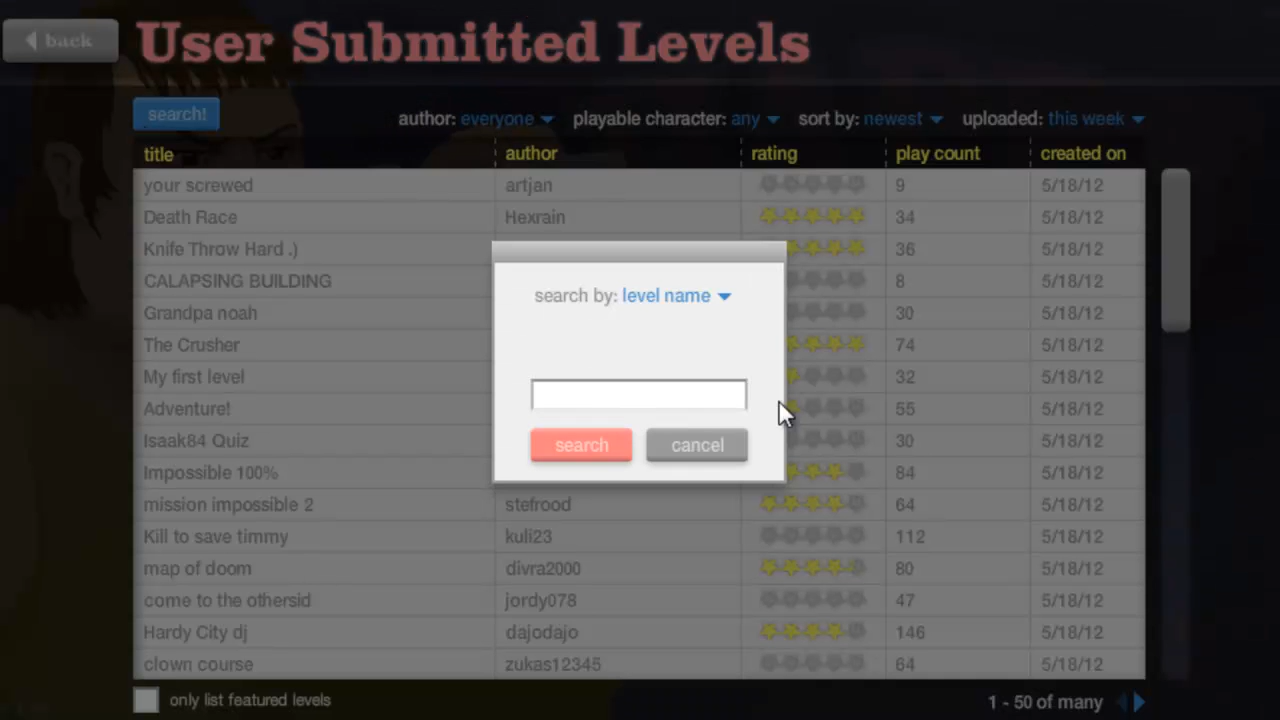 back
User Submitted Levels
search!
author: everyone playable character: any sort by: newest uploaded: this week
title author rating play count created on
your screwed artjan 9 5/18/12
Death Race Hexrain 34 5/18/12
Knife Throw Hard .) 36 5/18/12
CALAPSING BUILDING 8 5/18/12
Grandpa noah 30 5/18/12
The Crusher 74 5/18/12
My first level 32 5/18/12
Adventure! 55 5/18/12
Isaak84 Quiz 30 5/18/12
Impossible 100% 84 5/18/12
mission impossible 2 stefrood 64 5/18/12
Kill to save timmy kuli23 112 5/18/12
map of doom divra2000 80 5/18/12
come to the othersid jordy078 47 5/18/12
Hardy City dj dajodajo 146 5/18/12
clown course zukas12345 64 5/18/12
search by: level name
search cancel
only list featured levels 1 - 50 of many